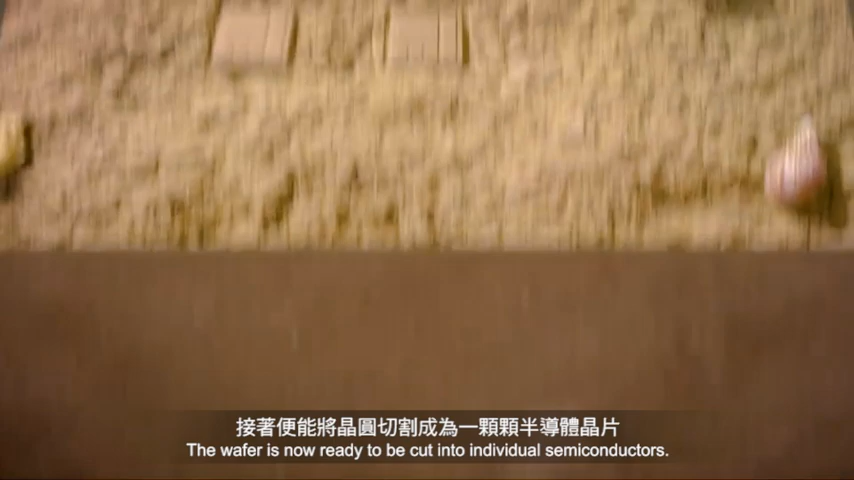 接著便能將晶圓切割成為一顆顆半導體晶片
The wafer is now ready to be cut into individual semiconductors.